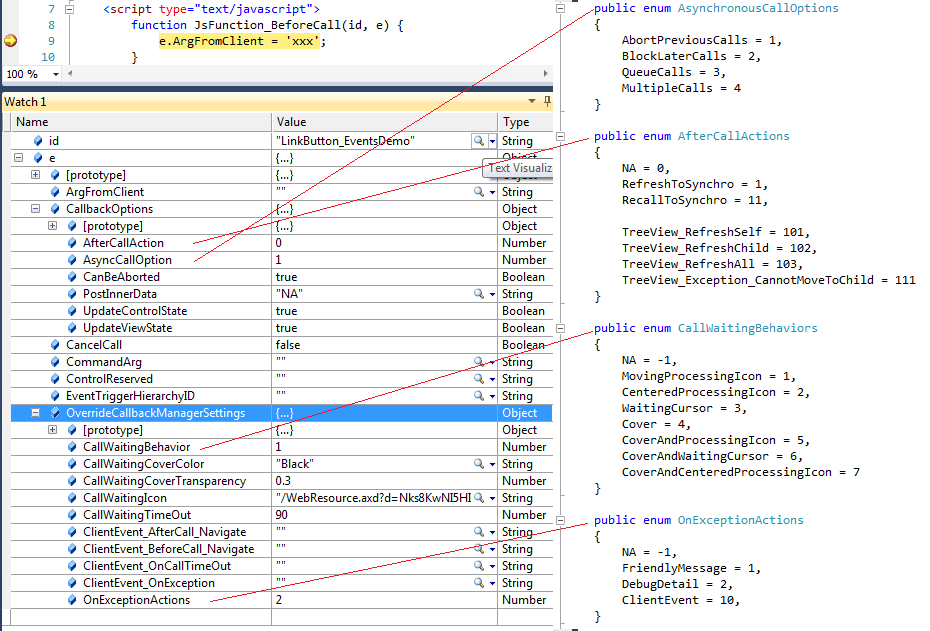 7 <script type="text/javascript">
8 function JsFunction_BeforeCall(id, e) {
9 e.ArgFromClient = 'xxx';
10 }
100 %
Watch 1
Name Value Type
id "LinkButton_EventsDemo" String
e {...} Object
Text Visualiz
[prototype] {...} Object
ArgFromClient "" String
CallbackOptions {...} Object
[prototype] {...} Object
AfterCallAction 0 Number
AsyncCallOption 1 Number
CanBeAborted true Boolean
PostInnerData "NA" String
UpdateControlState true Boolean
UpdateViewState true Boolean
CancelCall false Boolean
CommandArg "" String
ControlReserved "" String
EventTriggerHierarchyID "" String
OverrideCallbackManagerSettings {...} Object
[prototype] {...} Object
CallWaitingBehavior 1 Number
CallWaitingCoverColor "Black" String
CallWaitingCoverTransparency 0.3 Number
CallWaitingIcon "/WebResource.axd?d=Nks8KwNI5HI String
CallWaitingTimeOut 90 Number
ClientEvent_AfterCall_Navigate "" String
ClientEvent_BeforeCall_Navigate "" String
ClientEvent_OnCallTimeOut "" String
ClientEvent_OnException "" String
OnExceptionActions 2 Number
public enum AsynchronousCallOptions
{
AbortPreviousCalls = 1,
BlockLaterCalls = 2,
QueueCalls = 3,
MultipleCalls = 4
}
public enum AfterCallActions
{
NA = 0,
RefreshToSynchro = 1,
RecallToSynchro = 11,
TreeView_RefreshSelf = 101,
TreeView_RefreshChild = 102,
TreeView_RefreshAll = 103,
TreeView_Exception_CannotMoveToChild = 111
}
public enum CallWaitingBehaviors
{
NA = -1,
MovingProcessingIcon = 1,
CenteredProcessingIcon = 2,
WaitingCursor = 3,
Cover = 4,
CoverAndProcessingIcon = 5,
CoverAndWaitingCursor = 6,
CoverAndCenteredProcessingIcon = 7
}
public enum OnExceptionActions
{
NA = -1,
FriendlyMessage = 1,
DebugDetail = 2,
ClientEvent = 10,
}